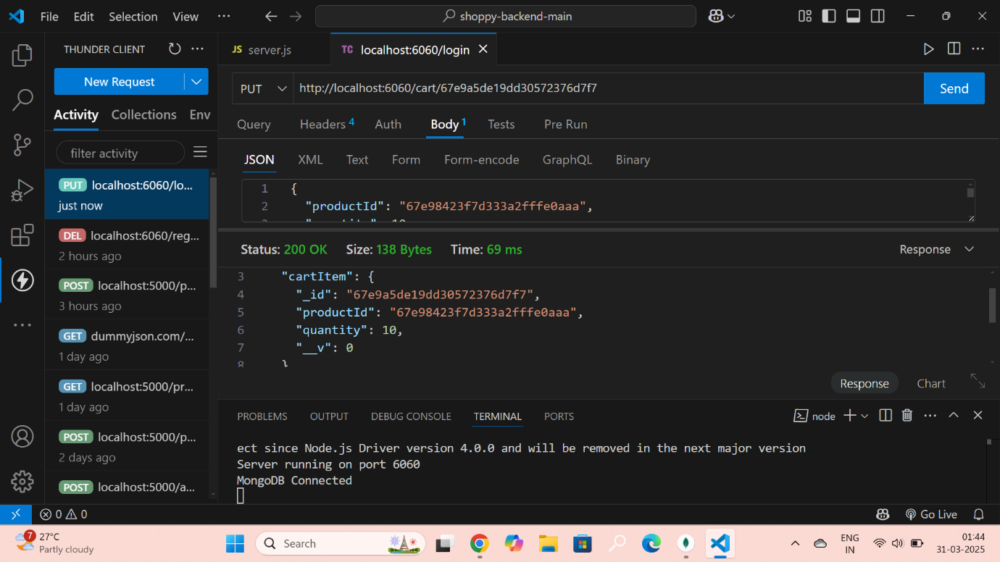 File Edit Selection View ··· shoppy-backend-main
THUNDER CLIENT ···
New Request
Activity Collections Env
filter activity
PUT localhost:6060/lo...
just now
DEL localhost:6060/reg...
2 hours ago
POST localhost:5000/p...
3 hours ago
GET dummyjson.com/...
1 day ago
GET localhost:5000/pr...
1 day ago
POST localhost:5000/p...
2 days ago
POST localhost:5000/a...
JS server.js TC localhost:6060/login
PUT http://localhost:6060/cart/67e9a5de19dd30572376d7f7 Send
Query Headers 4 Auth Body 1 Tests Pre Run
JSON XML Text Form Form-encode GraphQL Binary
1 {
2 "productId": "67e98423f7d333a2fffe0aaa",
Status: 200 OK Size: 138 Bytes Time: 69 ms Response
3 "cartItem": {
4 "_id": "67e9a5de19dd30572376d7f7",
5 "productId": "67e98423f7d333a2fffe0aaa",
6 "quantity": 10,
7 "__v": 0
8 }
Response Chart
PROBLEMS OUTPUT DEBUG CONSOLE TERMINAL PORTS node
ect since Node.js Driver version 4.0.0 and will be removed in the next major version
Server running on port 6060
MongoDB Connected
0 0 Go Live
7 27°C
Partly cloudy
Search
ENG
IN
01:44
31-03-2025